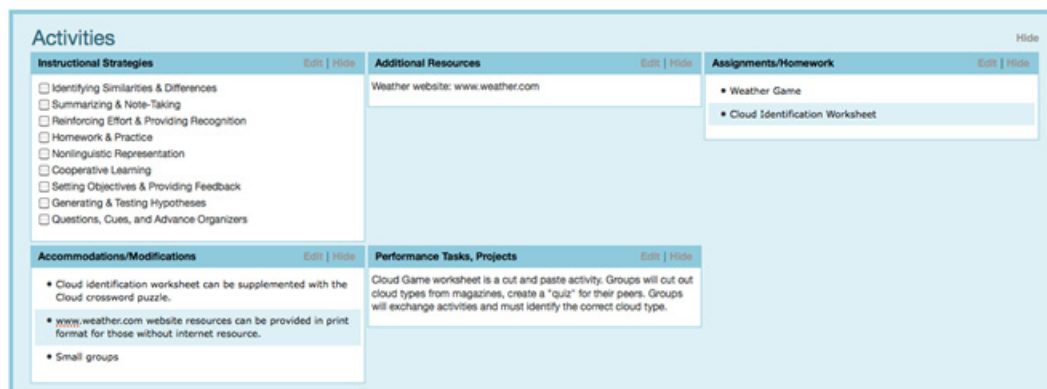 Activities
Hide
Instructional Strategies
Edit | Hide
Identifying Similarities & Differences
Summarizing & Note-Taking
Reinforcing Effort & Providing Recognition
Homework & Practice
Nonlinguistic Representation
Cooperative Learning
Setting Objectives & Providing Feedback
Generating & Testing Hypotheses
Questions, Cues, and Advance Organizers
Additional Resources
Edit | Hide
Weather website: www.weather.com
Assignments/Homework
Edit | Hide
• Weather Game
• Cloud Identification Worksheet
Accommodations/Modifications
Edit | Hide
• Cloud identification worksheet can be supplemented with the
Cloud crossword puzzle.
• www.weather.com website resources can be provided in print
format for those without internet resource.
• Small groups
Performance Tasks, Projects
Edit | Hide
Cloud Game worksheet is a cut and paste activity. Groups will cut out
cloud types from magazines, create a "quiz" for their peers. Groups
will exchange activities and must identify the correct cloud type.